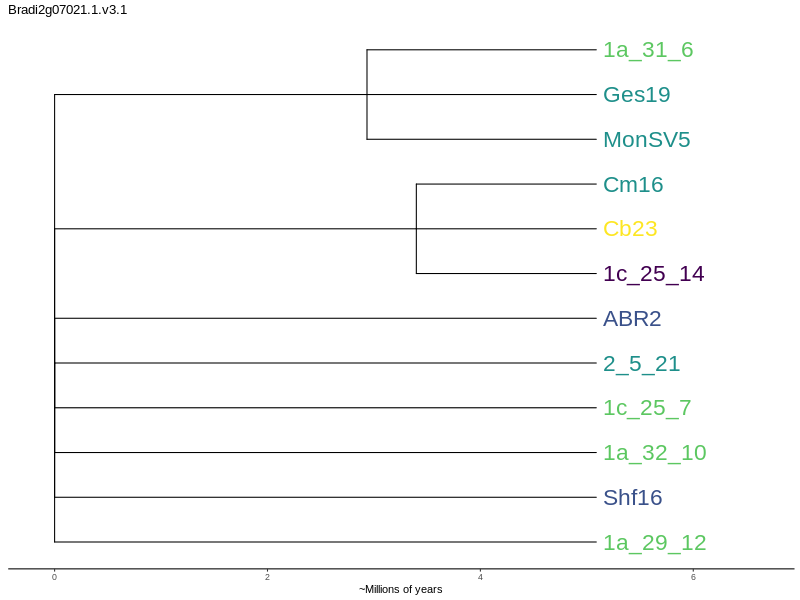 Bradi2g07021.1.v3.1
1a_31_6
Ges19
MonSV5
Cm16
Cb23
1c_25_14
ABR2
2_5_21
1c_25_7
1a_32_10
Shf16
1a_29_12
0 2 4 6
~Millions of years